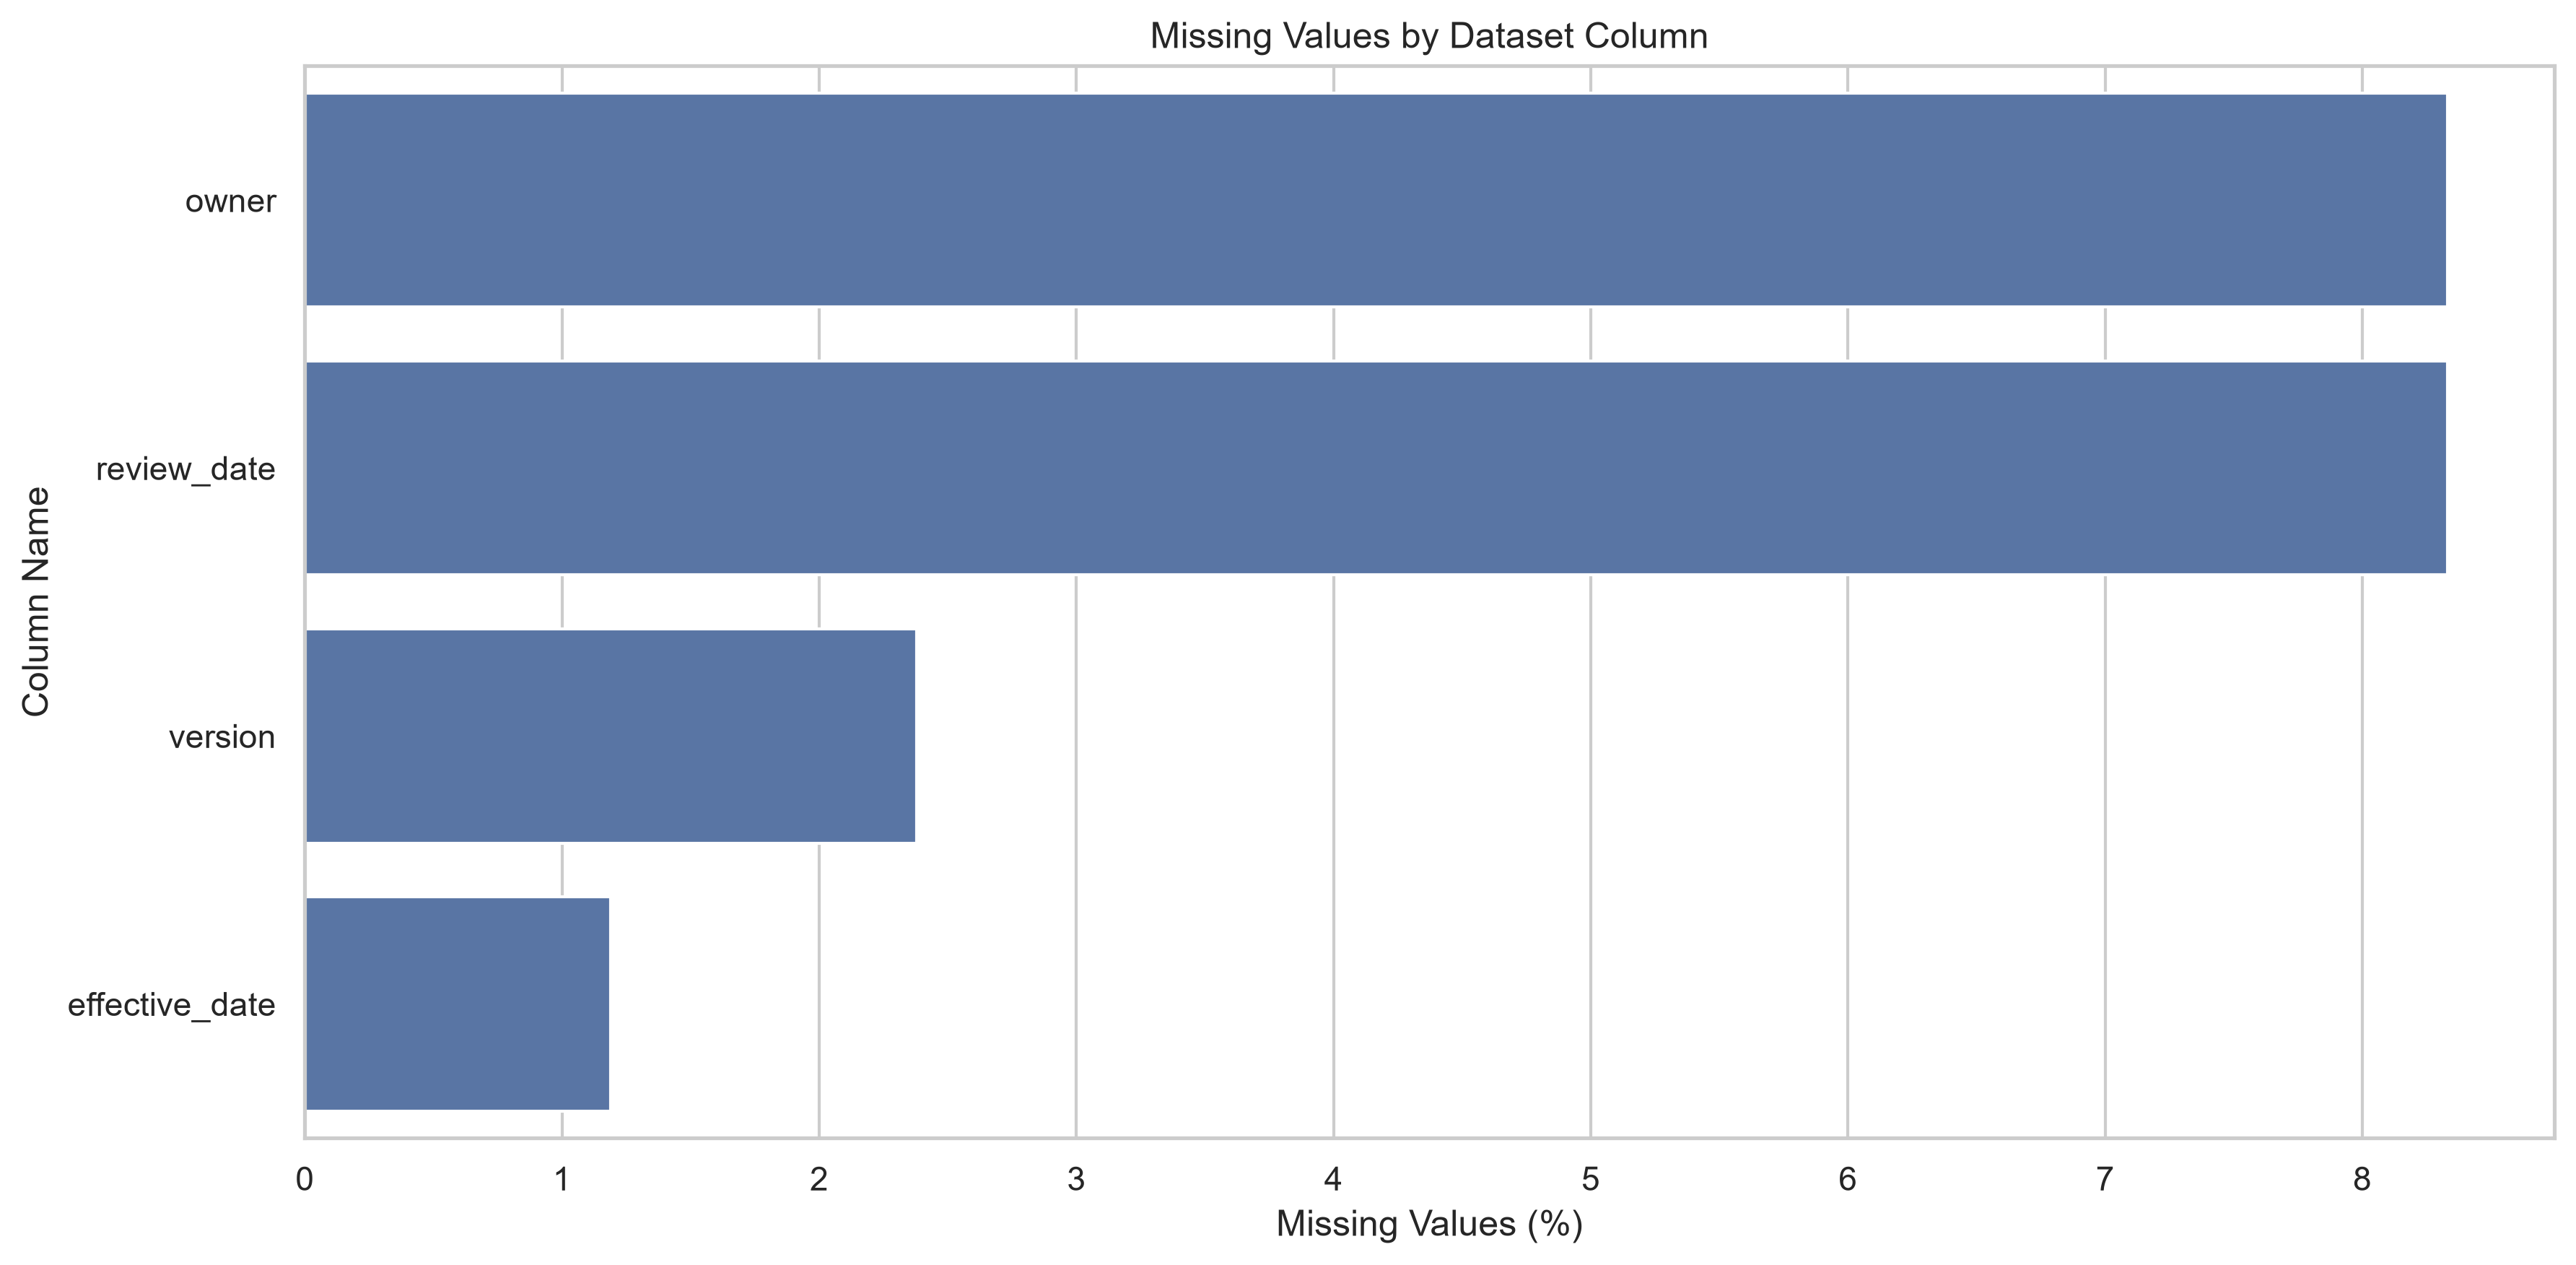 Missing Values by Dataset Column
Column Name
owner
review_date
version
effective_date
0 1 2 3 4 5 6 7 8
Missing Values (%)